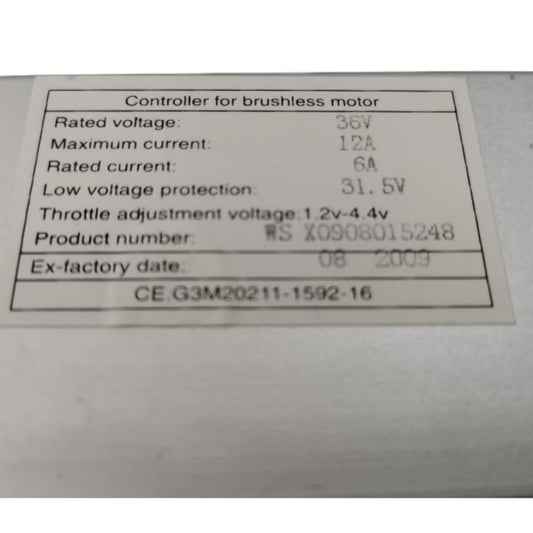 Controller for brushless motor
Rated voltage: 36V
Maximum current: 12A
Rated current: 6A
Low voltage protection: 31.5V
Throttle adjustment voltage:1.2v-4.4v
Product number: WS X0908015248
Ex-factory date: 08 2009
CE.G3M20211-1592-16